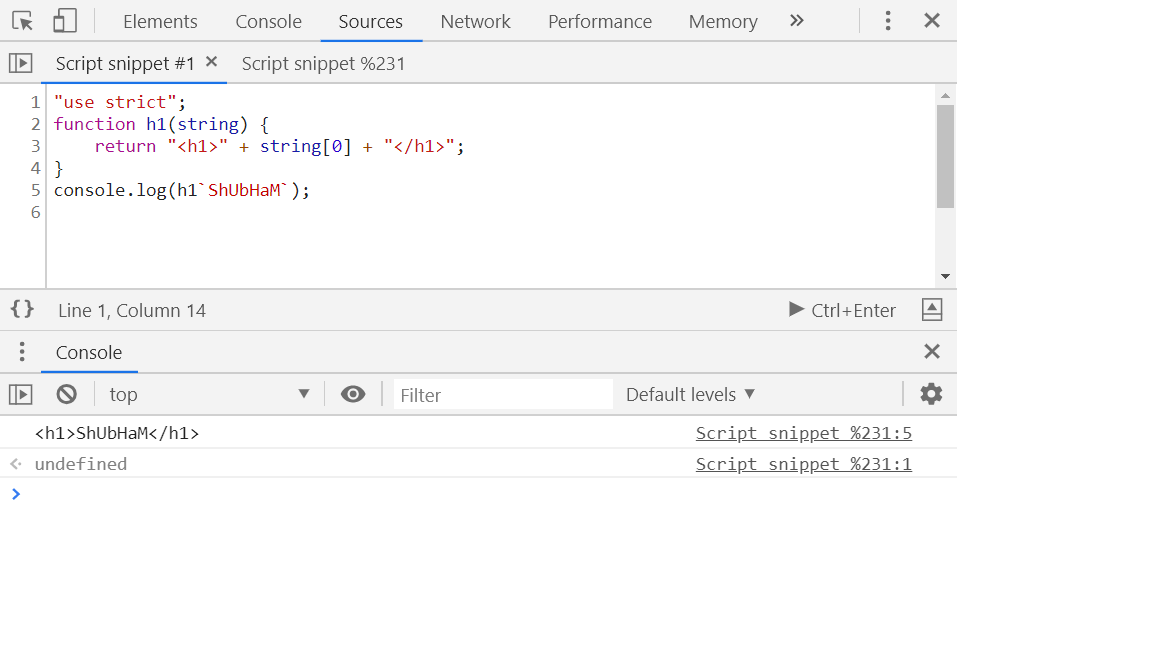 Elements Console Sources Network Performance Memory »
Script snippet #1 × Script snippet %231
1 "use strict";
2 function h1(string) {
3     return "<h1>" + string[0] + "</h1>";
4 }
5 console.log(h1`ShUbHaM`);
6
{} Line 1, Column 14 Ctrl+Enter
Console
top Filter Default levels ▼
<h1>ShUbHaM</h1> Script snippet %231:5
undefined Script snippet %231:1